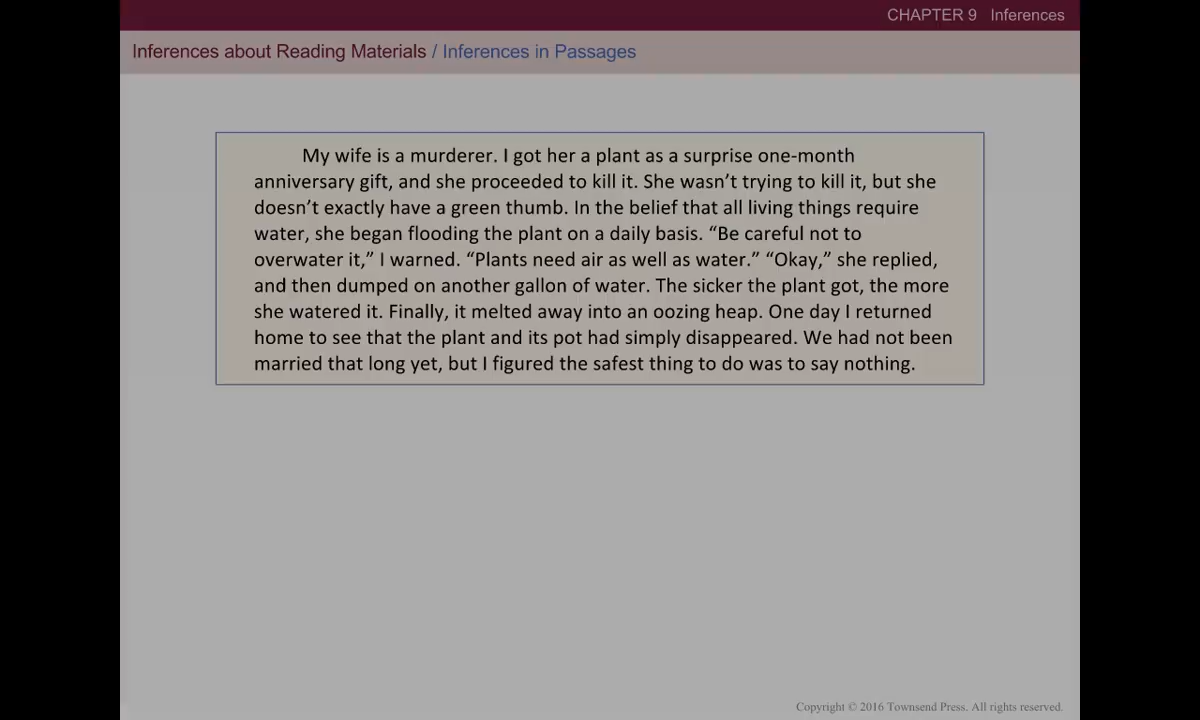 CHAPTER 9 Inferences
Inferences about Reading Materials / Inferences in Passages
My wife is a murderer. I got her a plant as a surprise one-month
anniversary gift, and she proceeded to kill it. She wasn’t trying to kill it, but she
doesn’t exactly have a green thumb. In the belief that all living things require
water, she began flooding the plant on a daily basis. “Be careful not to
overwater it,” I warned. “Plants need air as well as water.” “Okay,” she replied,
and then dumped on another gallon of water. The sicker the plant got, the more
she watered it. Finally, it melted away into an oozing heap. One day I returned
home to see that the plant and its pot had simply disappeared. We had not been
married that long yet, but I figured the safest thing to do was to say nothing.
Copyright © 2016 Townsend Press. All rights reserved.